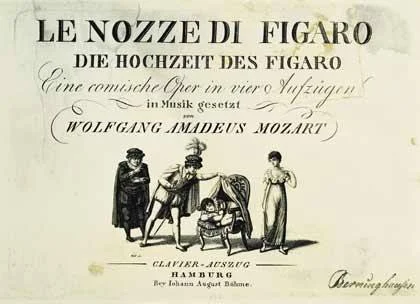 LE NOZZE DI FIGARO
DIE HOCHZEIT DES FIGARO
Eine comische Oper in vier Aufzügen
in Musik gesetzt
von
WOLFGANG AMADEUS MOZART
CLAVIER-AUSZUG
HAMBURG
Bey Johann August Böhme.